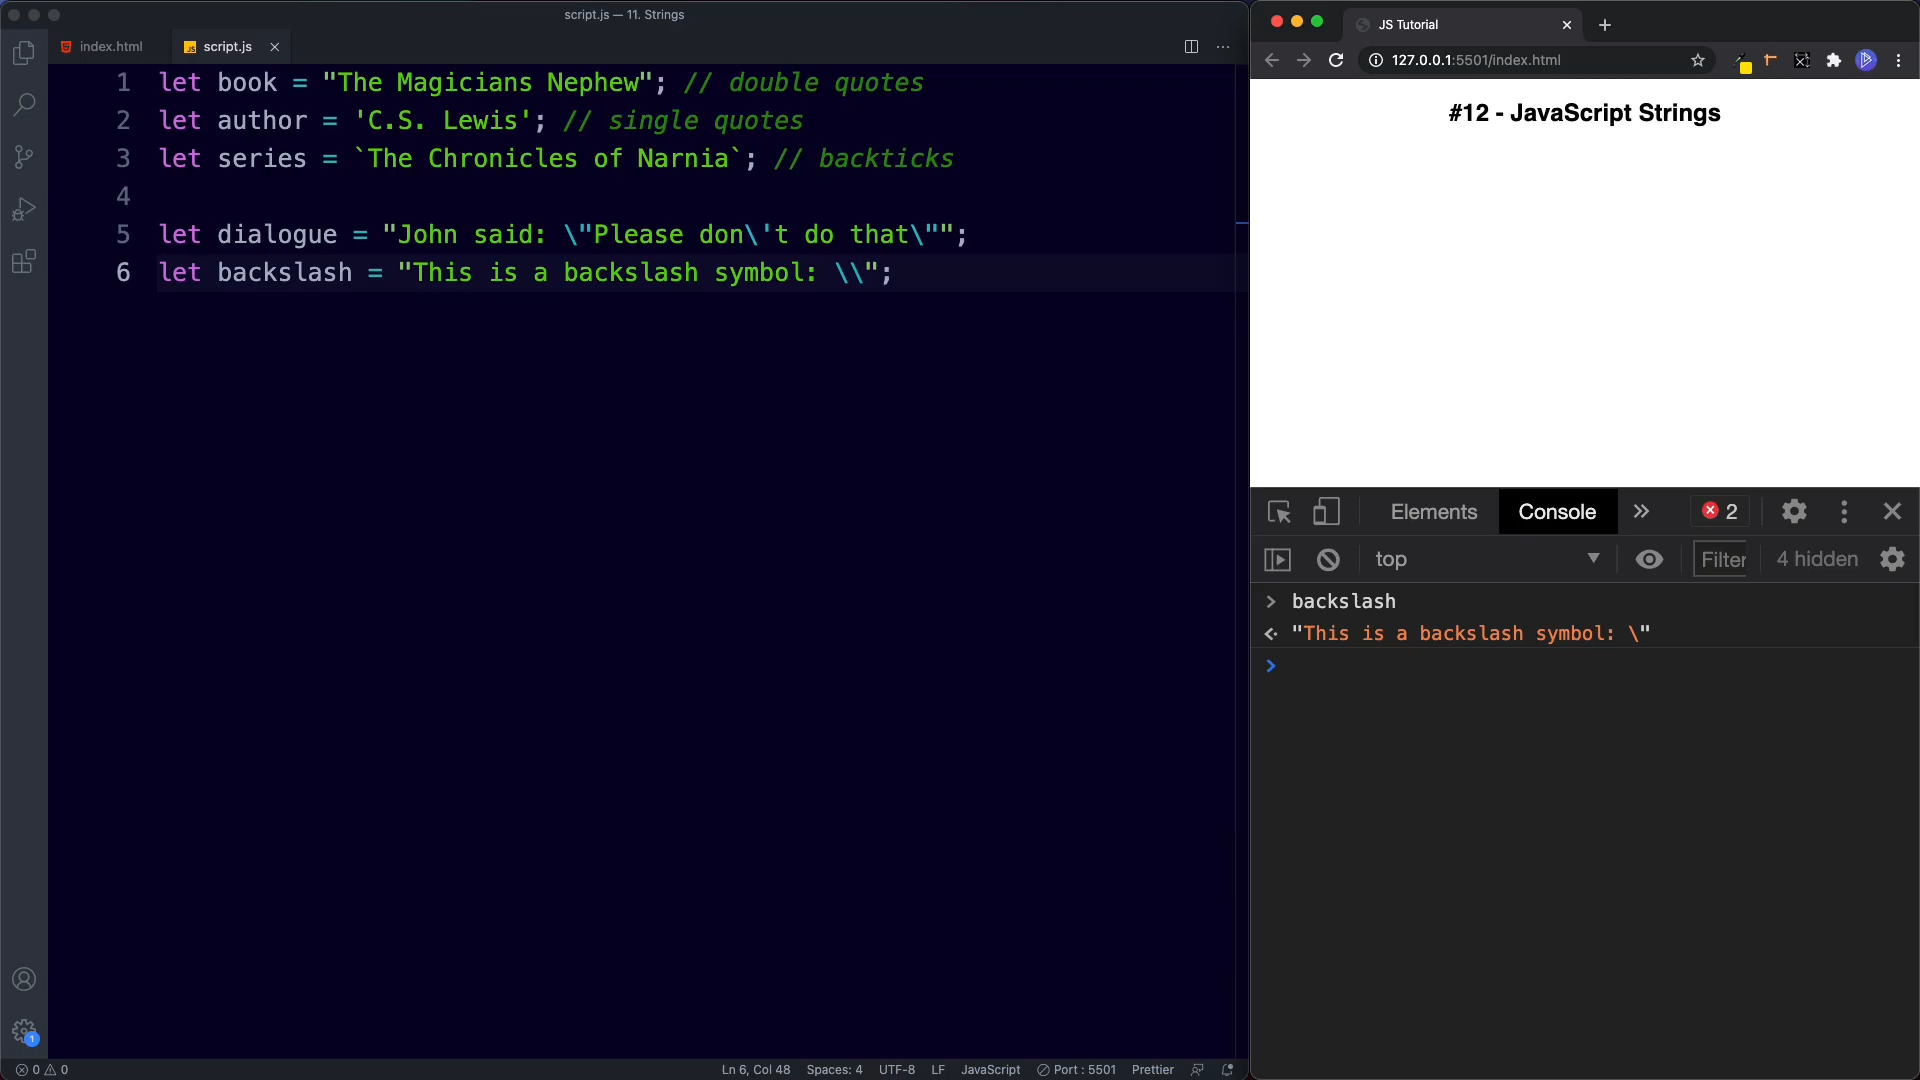 script.js — 11. Strings
index.html
script.js
1 let book = "The Magicians Nephew"; // double quotes
2 let author = 'C.S. Lewis'; // single quotes
3 let series = `The Chronicles of Narnia`; // backticks
4
5 let dialogue = "John said: \"Please don\'t do that\"";
6 let backslash = "This is a backslash symbol: \\";
1
0 0
Ln 6, Col 48 Spaces: 4 UTF-8 LF JavaScript Port : 5501 Prettier
JS Tutorial
127.0.0.1:5501/index.html
#12 - JavaScript Strings
Elements Console 2
top Filter 4 hidden
backslash
"This is a backslash symbol: \"